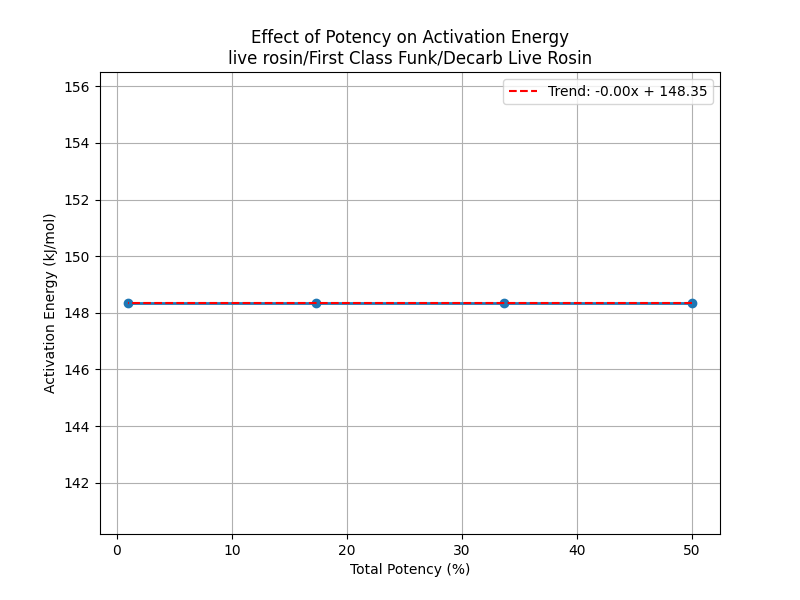 Effect of Potency on Activation Energy
live rosin/First Class Funk/Decarb Live Rosin
Trend: -0.00x + 148.35
156
154
152
150
148
146
144
142
Activation Energy (kJ/mol)
0 10 20 30 40 50
Total Potency (%)